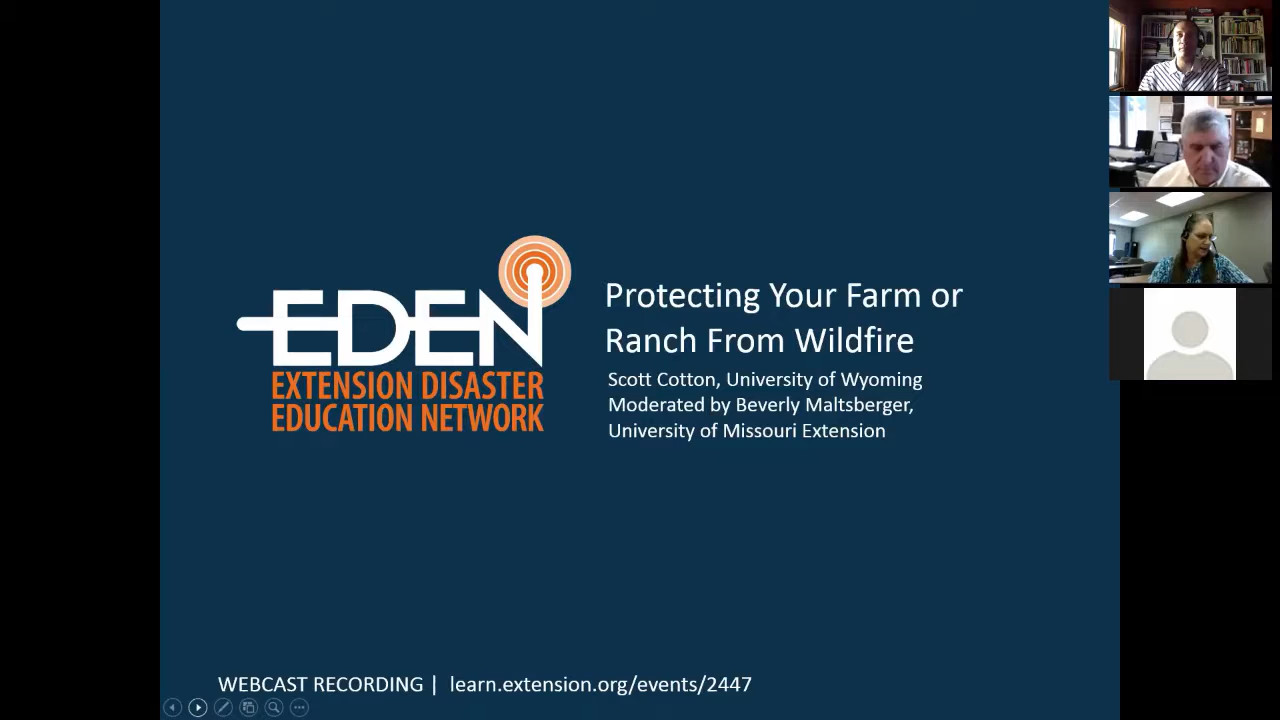 EDEN
EXTENSION DISASTER
EDUCATION NETWORK
Protecting Your Farm or
Ranch From Wildfire
Scott Cotton, University of Wyoming
Moderated by Beverly Maltsberger,
University of Missouri Extension
WEBCAST RECORDING | learn.extension.org/events/2447